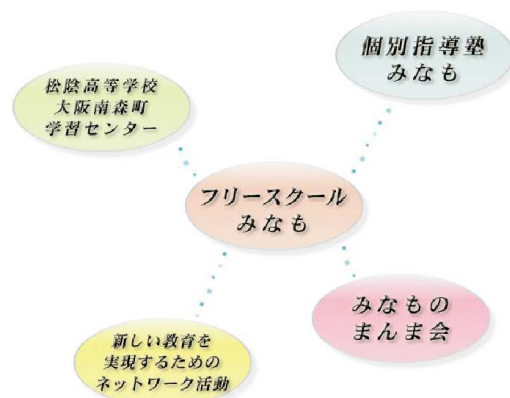 個別指導塾
みなも
松陰高等学校
大阪南森町
学習センター
フリースクール
みなも
みなもの
まんま会
新しい教育を
実現するための
ネットワーク活動